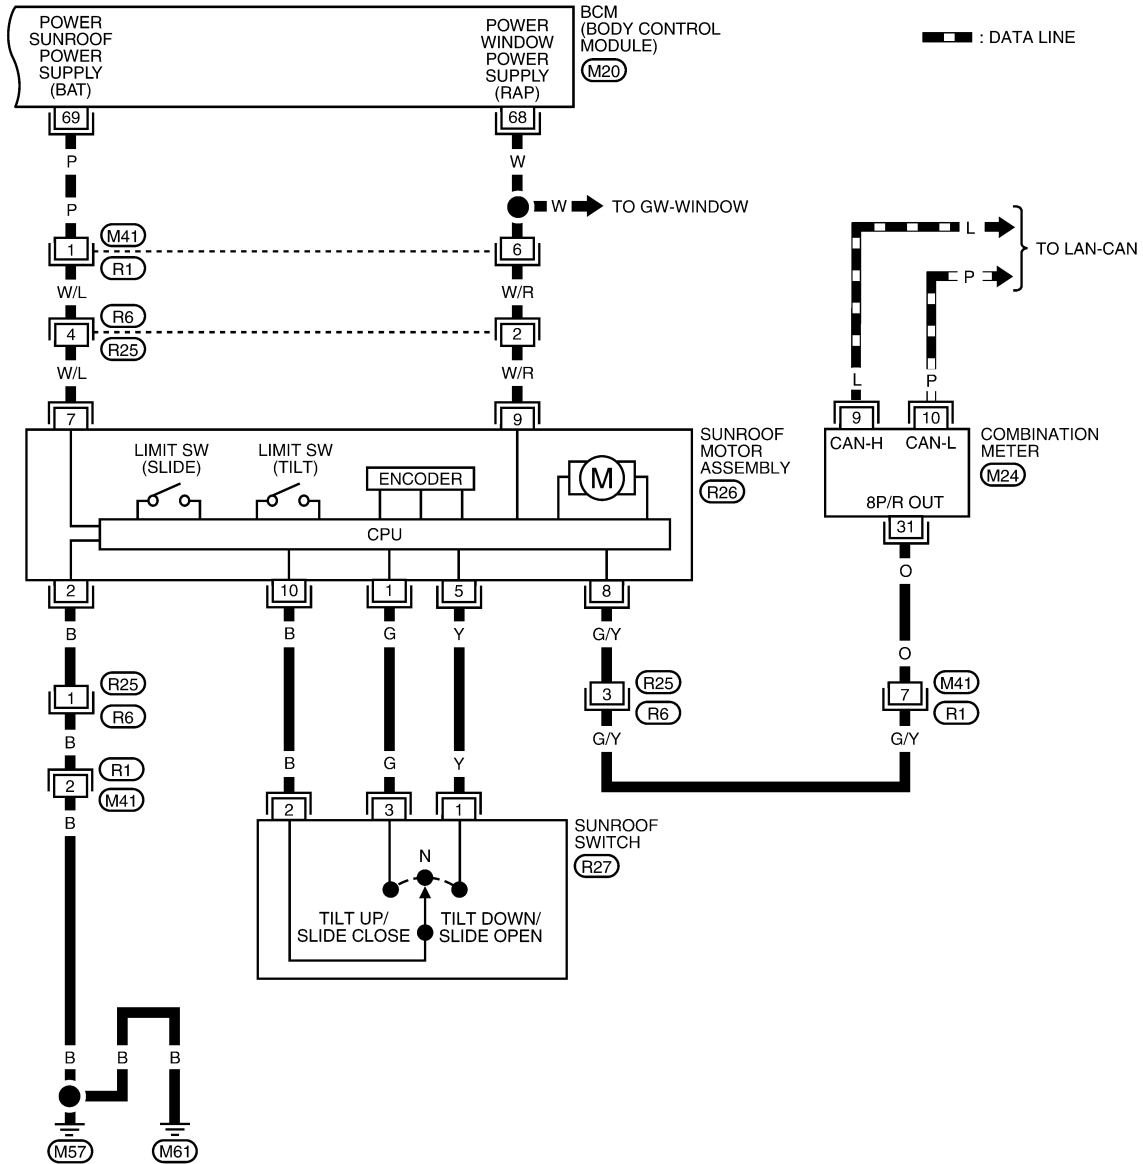 POWER
SUNROOF
POWER
SUPPLY
(BAT)
POWER
WINDOW
POWER
SUPPLY
(RAP)
BCM
(BODY CONTROL
MODULE)
M20
: DATA LINE
69
68
P
W
P
W
TO GW-WINDOW
1
M41
R1
6
L
TO LAN-CAN
P
W/L
W/R
4
R6
R25
2
W/L
W/R
L
P
7
9
9
10
LIMIT SW
(SLIDE)
LIMIT SW
(TILT)
ENCODER
M
CPU
SUNROOF
MOTOR
ASSEMBLY
R26
CAN-H
CAN-L
8P/R OUT
COMBINATION
METER
M24
31
2
10
1
5
8
O
B
B
G
Y
G/Y
O
1
R25
R6
3
R25
R6
7
M41
R1
B
G/Y
G/Y
B
G
Y
2
R1
M41
B
2
3
1
SUNROOF
SWITCH
R27
N
TILT UP/
SLIDE CLOSE
TILT DOWN/
SLIDE OPEN
B
B
B
M57
M61